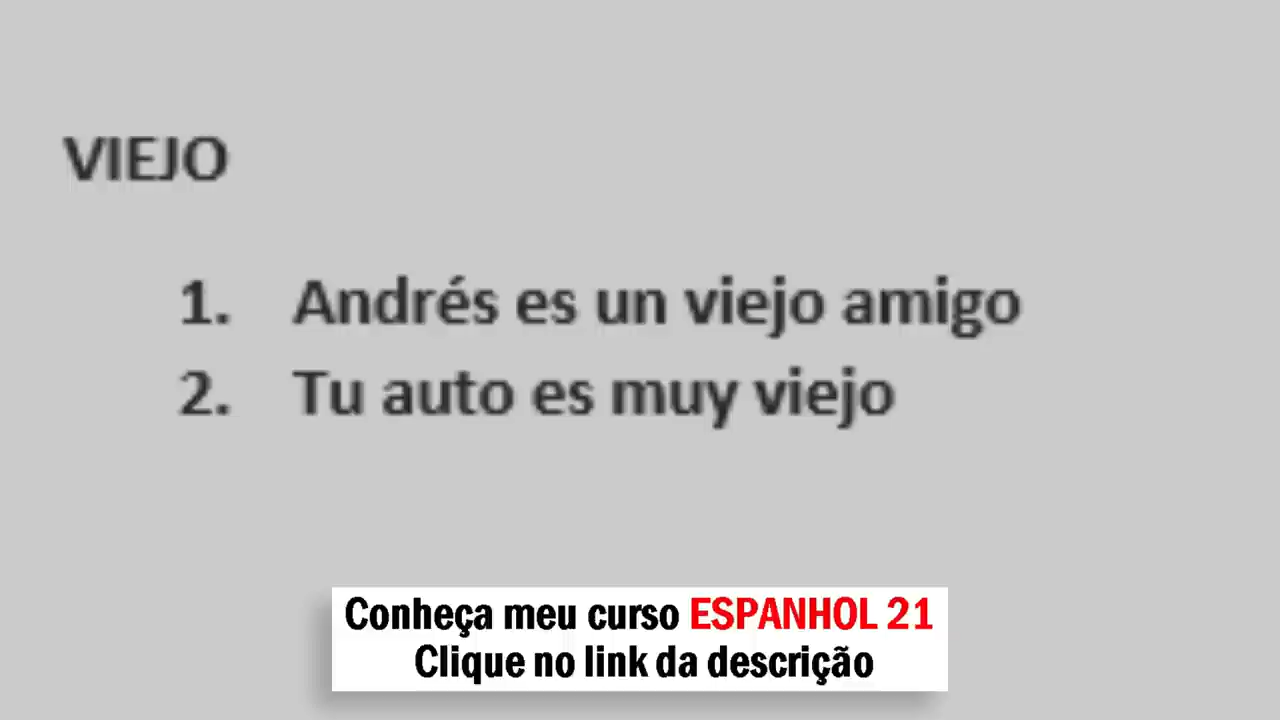 VIEJO
1. Andrés es un viejo amigo
2. Tu auto es muy viejo
Conheça meu curso ESPANHOL 21
Clique no link da descrição